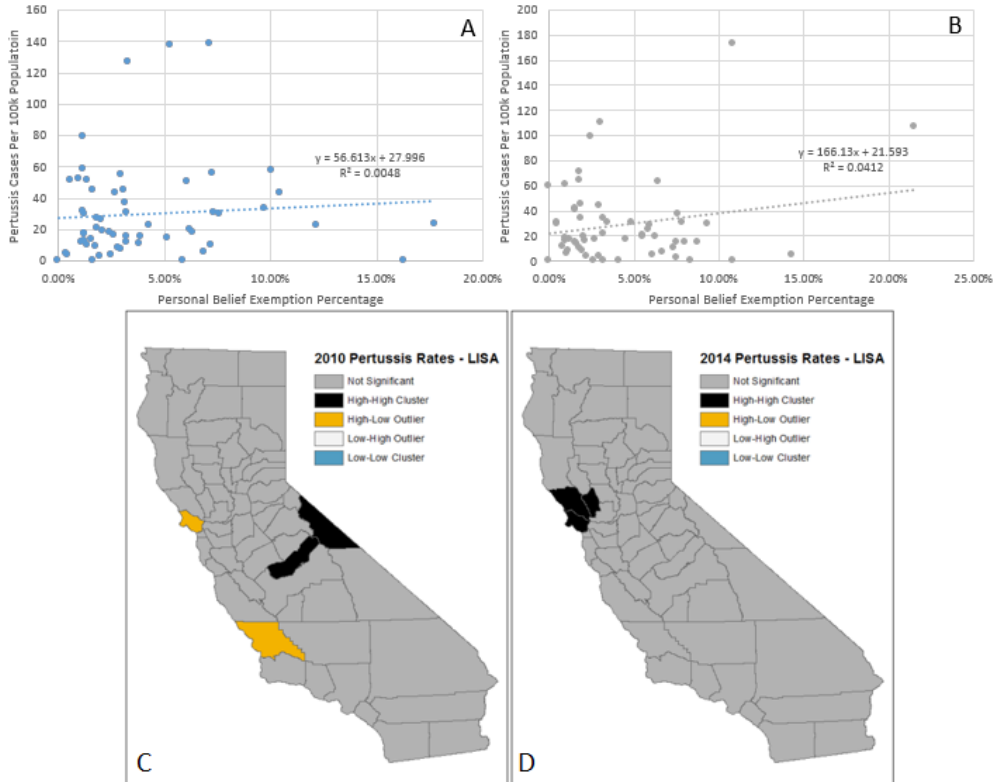 A
160
140
120
100
80
60
40
20
0
Pertussis Cases Per 100k Populatoin
y = 56.613x + 27.996
R² = 0.0048
0.00% 5.00% 10.00% 15.00% 20.00%
Personal Belief Exemption Percentage
B
200
180
160
140
120
100
80
60
40
20
0
Pertussis Cases Per 100k Populatoin
y = 166.13x + 21.593
R² = 0.0412
0.00% 5.00% 10.00% 15.00% 20.00% 25.00%
Personal Belief Exemption Percentage
2010 Pertussis Rates - LISA
Not Significant
High-High Cluster
High-Low Outlier
Low-High Outlier
Low-Low Cluster
C
2014 Pertussis Rates - LISA
Not Significant
High-High Cluster
High-Low Outlier
Low-High Outlier
Low-Low Cluster
D